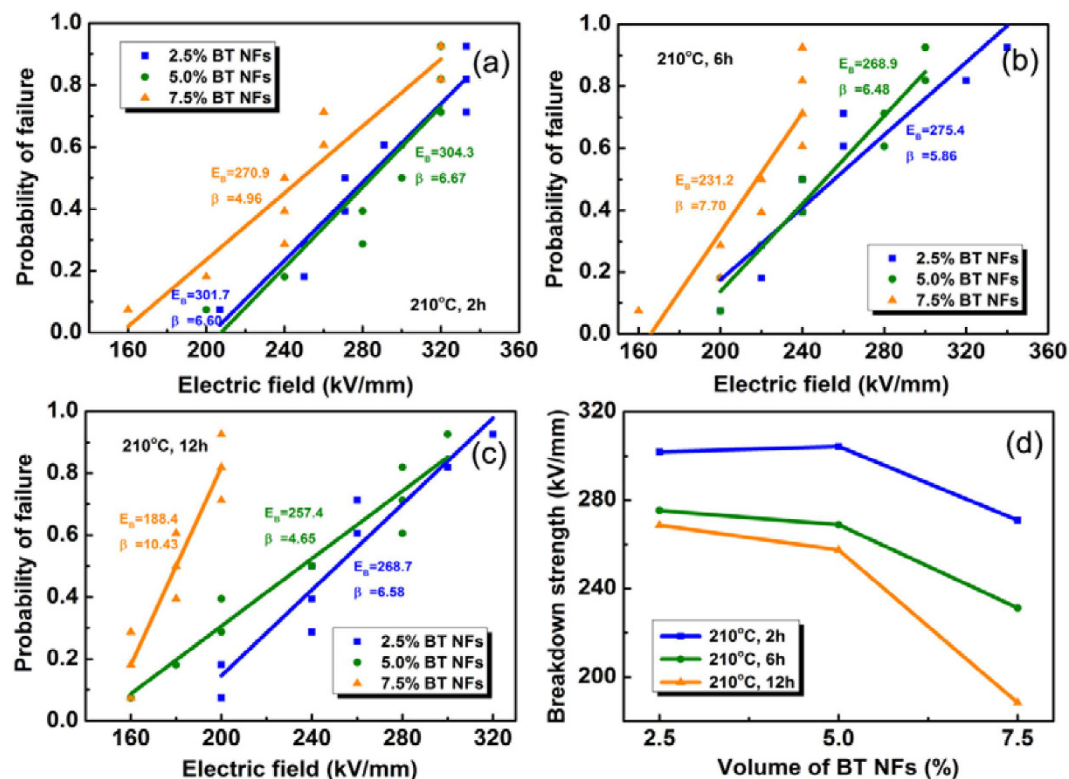 1.0
0.8
0.6
0.4
0.2
0.0
Probability of failure
2.5% BT NFs
5.0% BT NFs
7.5% BT NFs
(a)
E_B=270.9
β =4.96
E_B=304.3
β =6.67
E_B=301.7
β =6.60
210°C, 2h
160 200 240 280 320 360
Electric field (kV/mm)
1.0
0.8
0.6
0.4
0.2
0.0
Probability of failure
210°C, 6h
(b)
E_B=268.9
β =6.48
E_B=275.4
β =5.86
E_B=231.2
β =7.70
2.5% BT NFs
5.0% BT NFs
7.5% BT NFs
160 200 240 280 320 360
Electric field (kV/mm)
1.0
0.8
0.6
0.4
0.2
0.0
Probability of failure
210°C, 12h
(c)
E_B=188.4
β =10.43
E_B=257.4
β =4.65
E_B=268.7
β =6.58
2.5% BT NFs
5.0% BT NFs
7.5% BT NFs
160 200 240 280 320
Electric field (kV/mm)
320
280
240
200
Breakdown strength (kV/mm)
(d)
210°C, 2h
210°C, 6h
210°C, 12h
2.5 5.0 7.5
Volume of BT NFs (%)